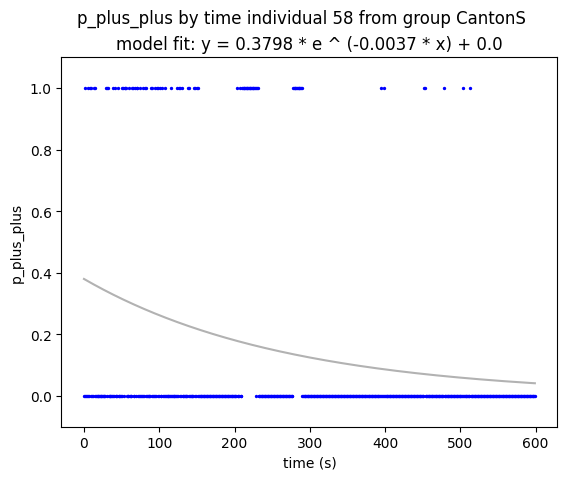 p_plus_plus by time individual 58 from group CantonS
model fit: y = 0.3798 * e ^ (-0.0037 * x) + 0.0
1.0
0.8
0.6
0.4
0.2
0.0
p_plus_plus
0 100 200 300 400 500 600
time (s)